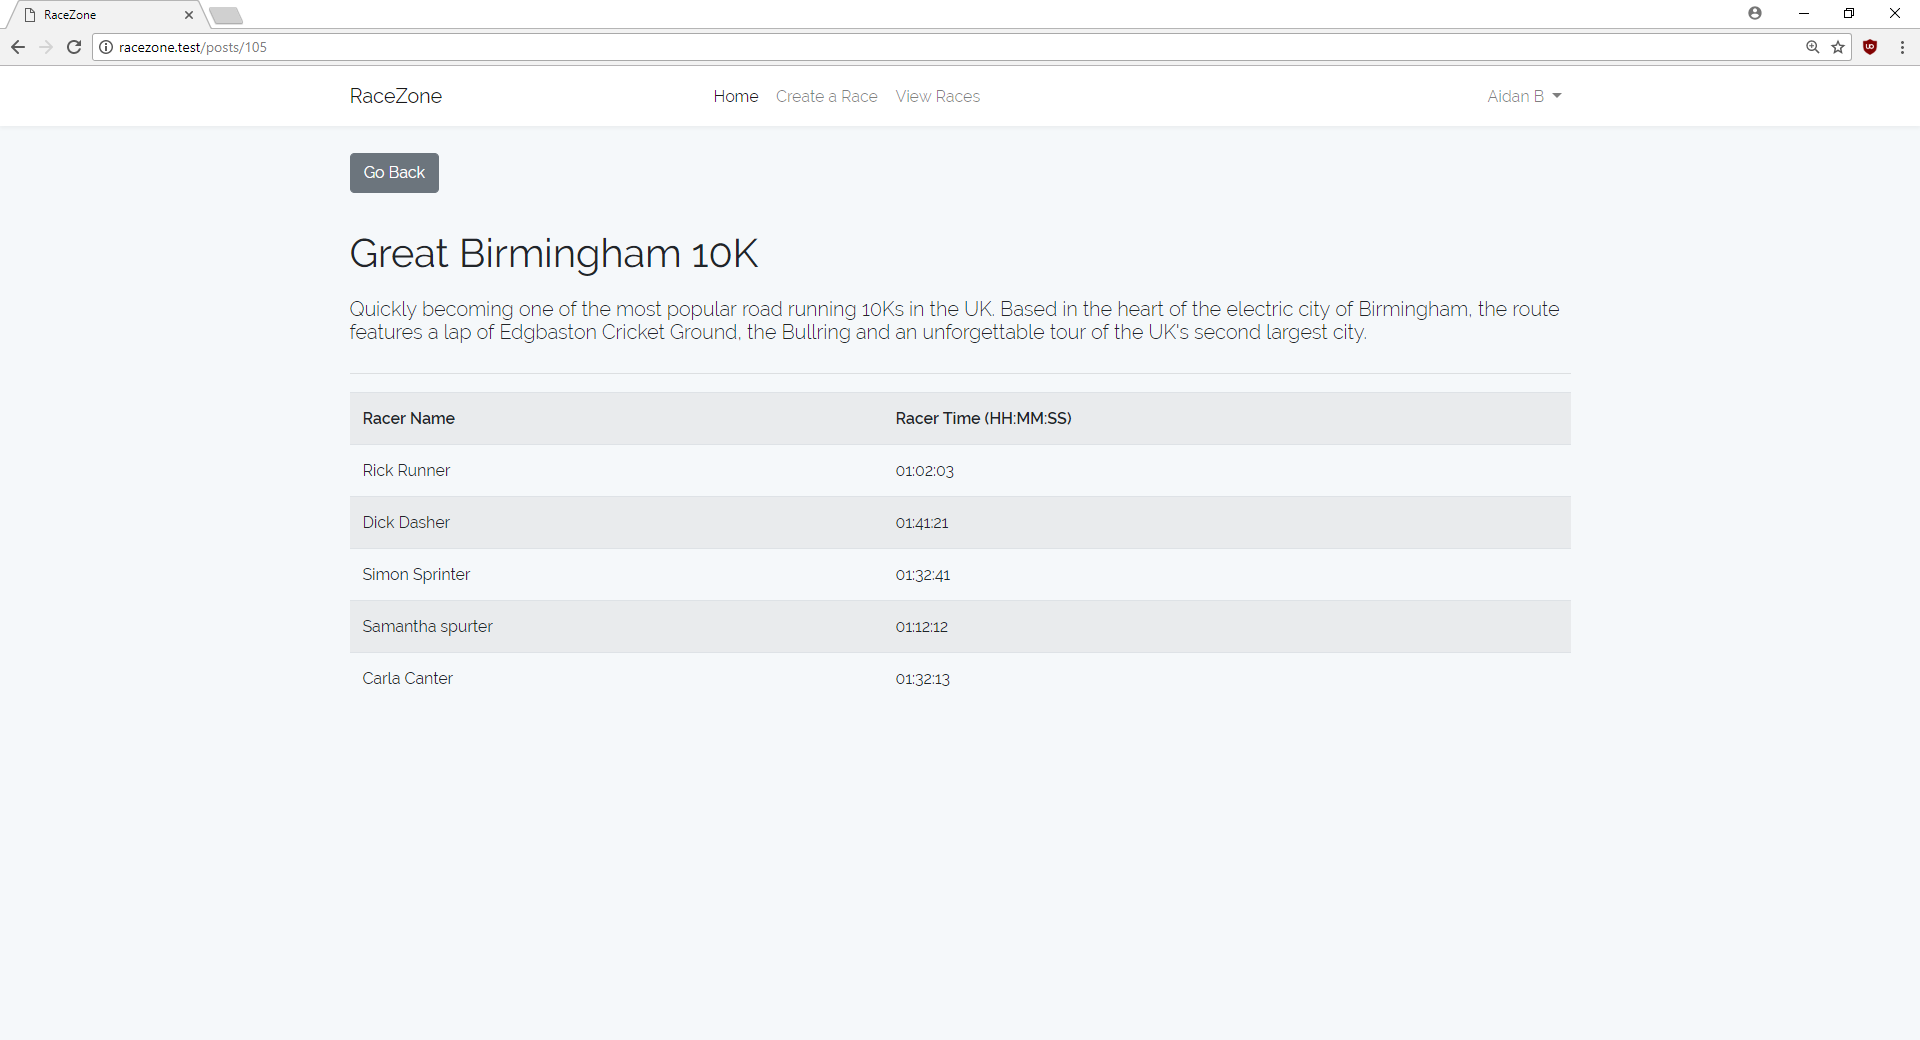 RaceZone
racezone.test/posts/105
RaceZone Home Create a Race View Races Aidan B
Go Back
Great Birmingham 10K
Quickly becoming one of the most popular road running 10Ks in the UK. Based in the heart of the electric city of Birmingham, the route
features a lap of Edgbaston Cricket Ground, the Bullring and an unforgettable tour of the UK's second largest city.
Racer Name Racer Time (HH:MM:SS)
Rick Runner 01:02:03
Dick Dasher 01:41:21
Simon Sprinter 01:32:41
Samantha spurter 01:12:12
Carla Canter 01:32:13